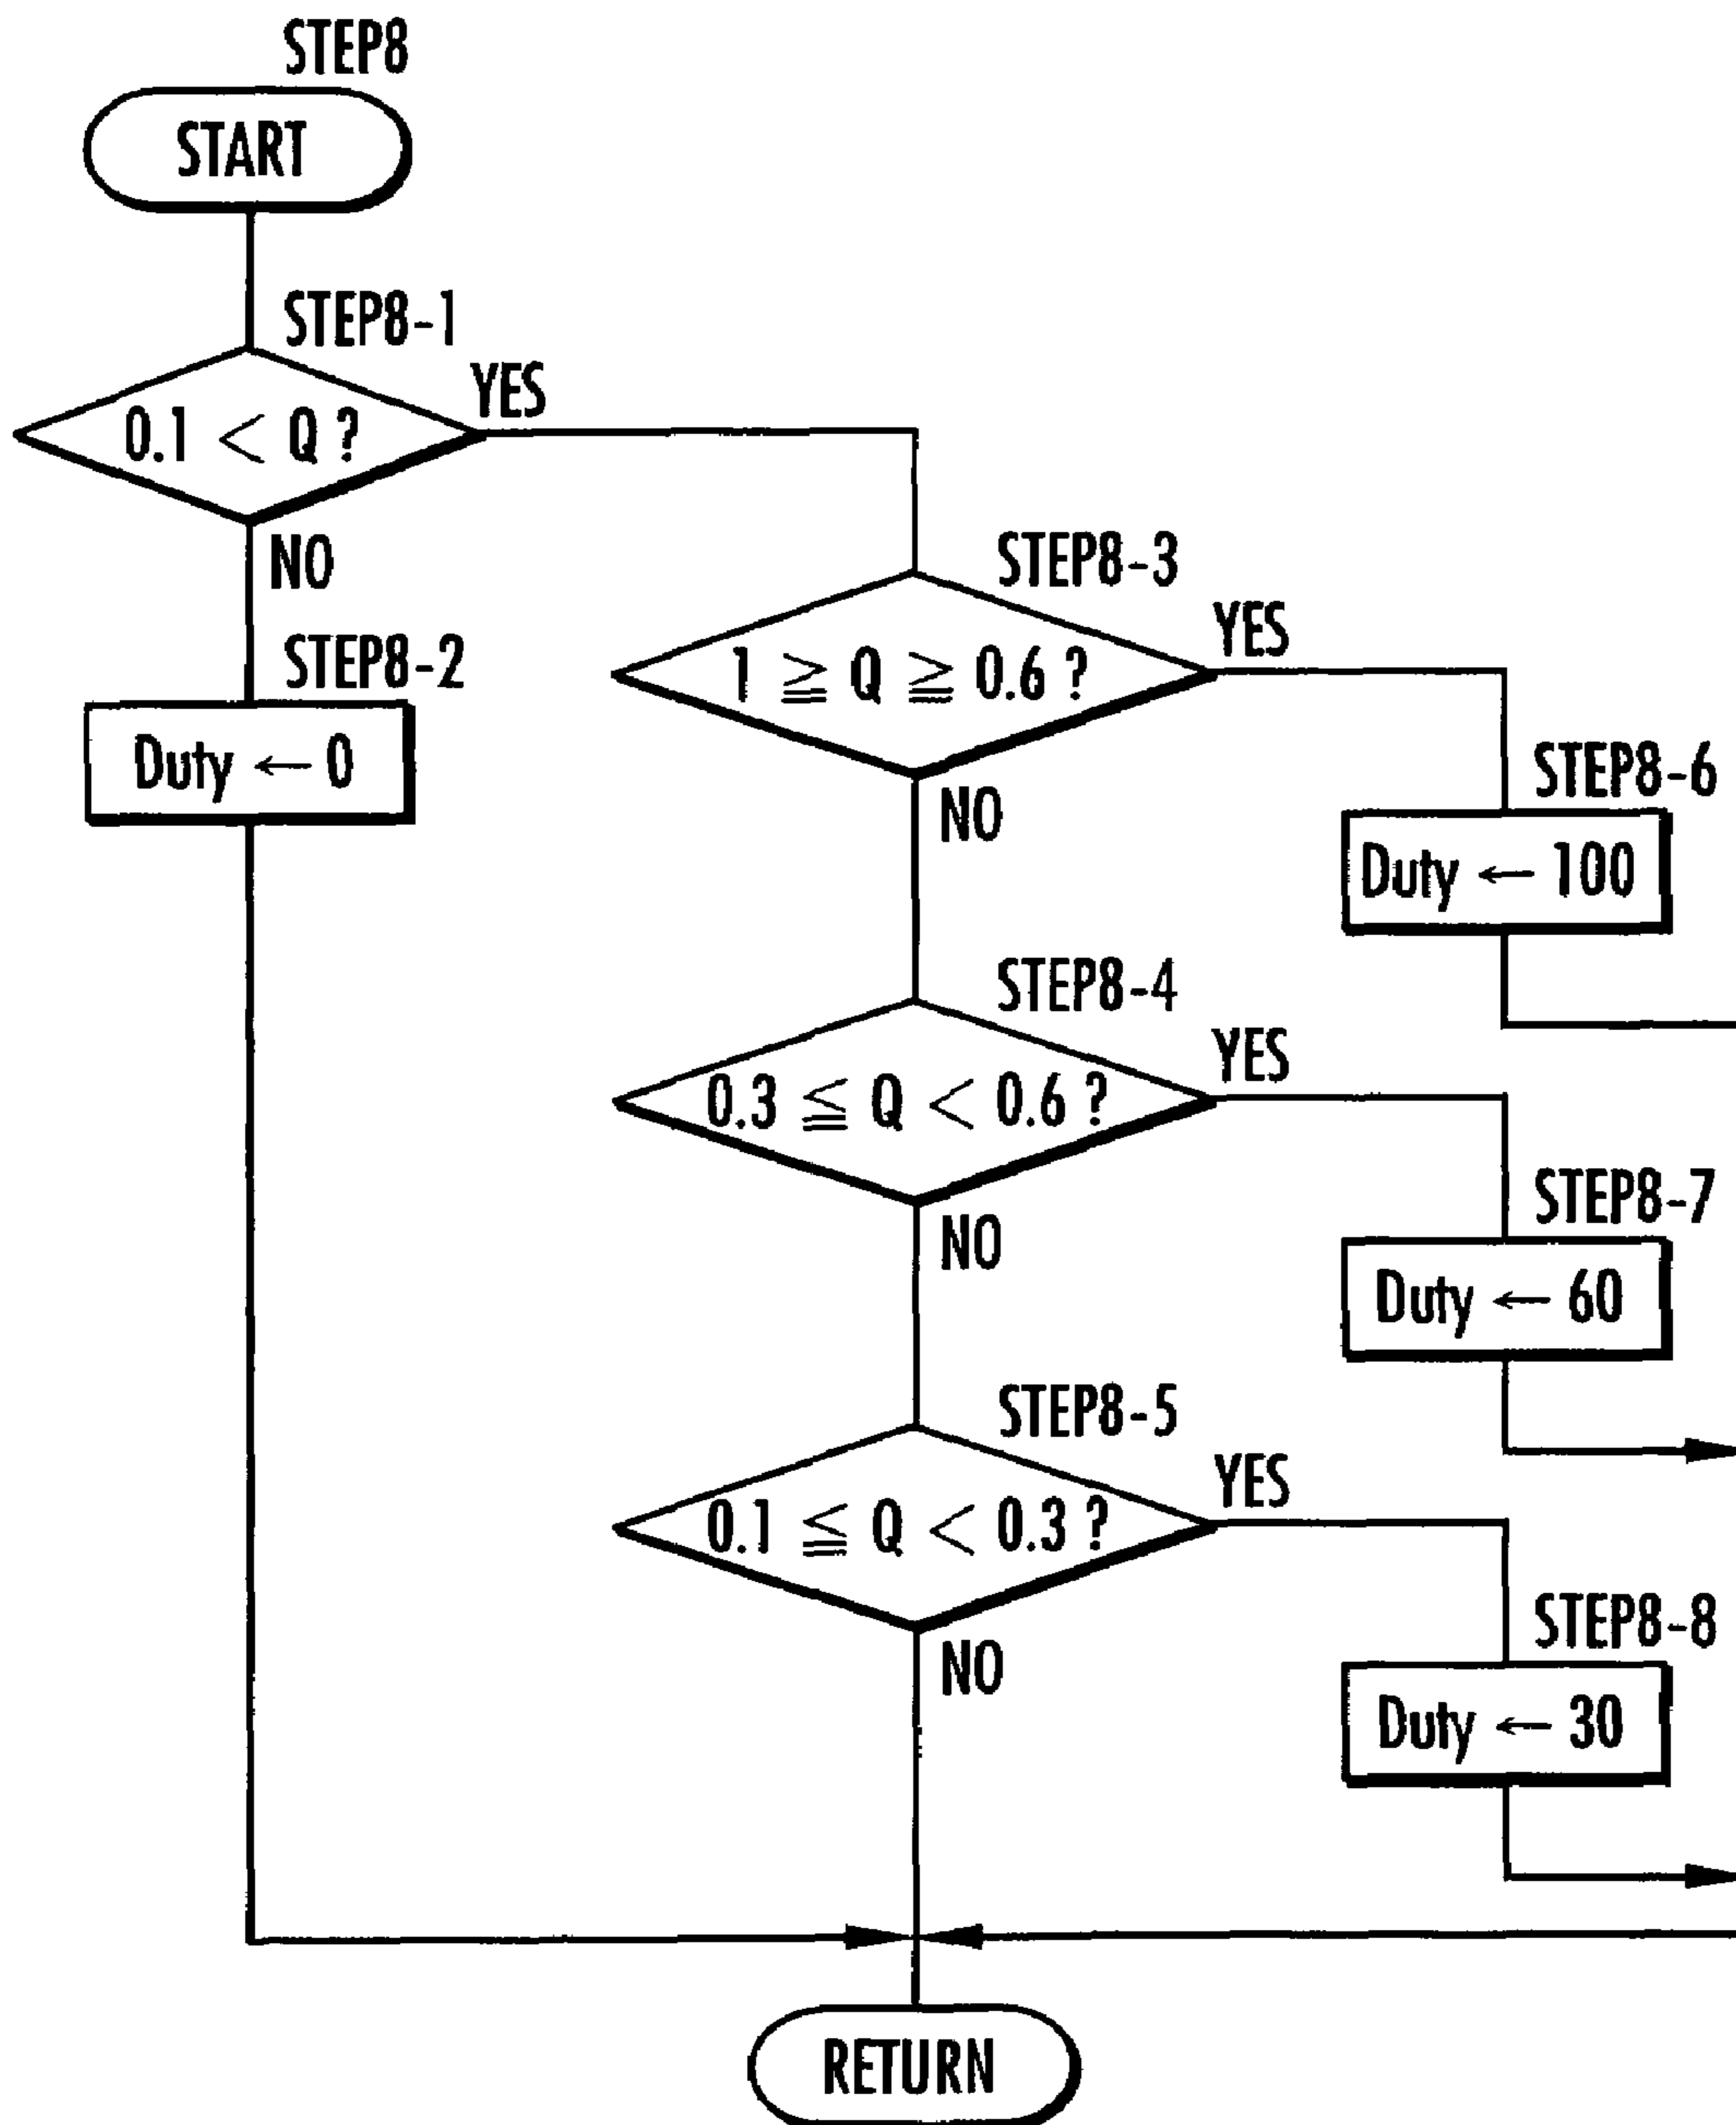 STEP8
START
STEP8-1
0.1 < Q ?
YES
NO
STEP8-2
Duty ← 0
STEP8-3
1 ≧ Q ≧ 0.6 ?
YES
NO
STEP8-6
Duty ← 100
STEP8-4
0.3 ≦ Q < 0.6 ?
YES
NO
STEP8-7
Duty ← 60
STEP8-5
0.1 ≦ Q < 0.3 ?
YES
NO
STEP8-8
Duty ← 30
RETURN